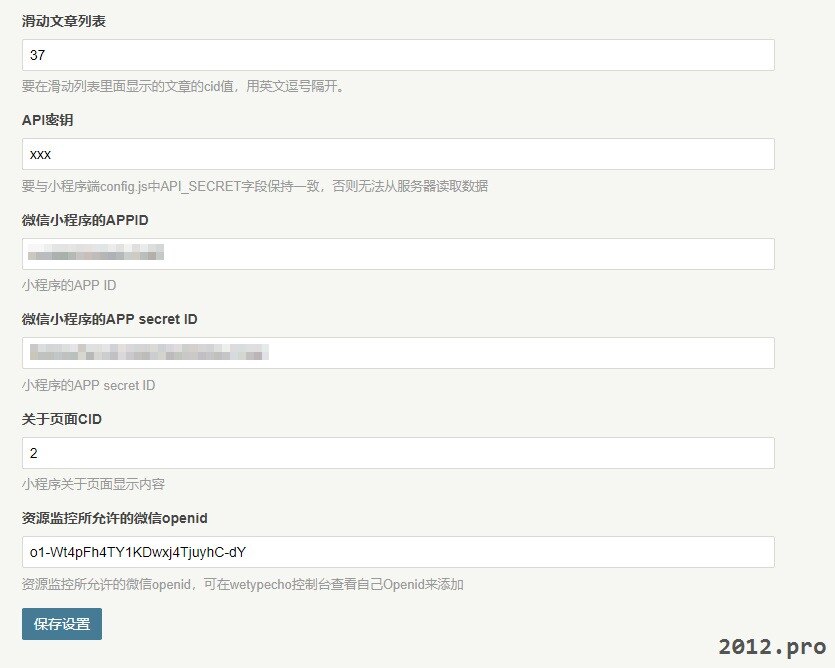 滑动文章列表
37
要在滑动列表里面显示的文章的cid值，用英文逗号隔开。
API密钥
xxx
要与小程序端config.js中API_SECRET字段保持一致，否则无法从服务器读取数据
微信小程序的APPID
小程序的APP ID
微信小程序的APP secret ID
小程序的APP secret ID
关于页面CID
2
小程序关于页面显示内容
资源监控所允许的微信openid
o1-Wt4pFh4TY1KDwxj4TjuyhC-dY
资源监控所允许的微信openid，可在wetypecho控制台查看自己Openid来添加
保存设置
2012.pro